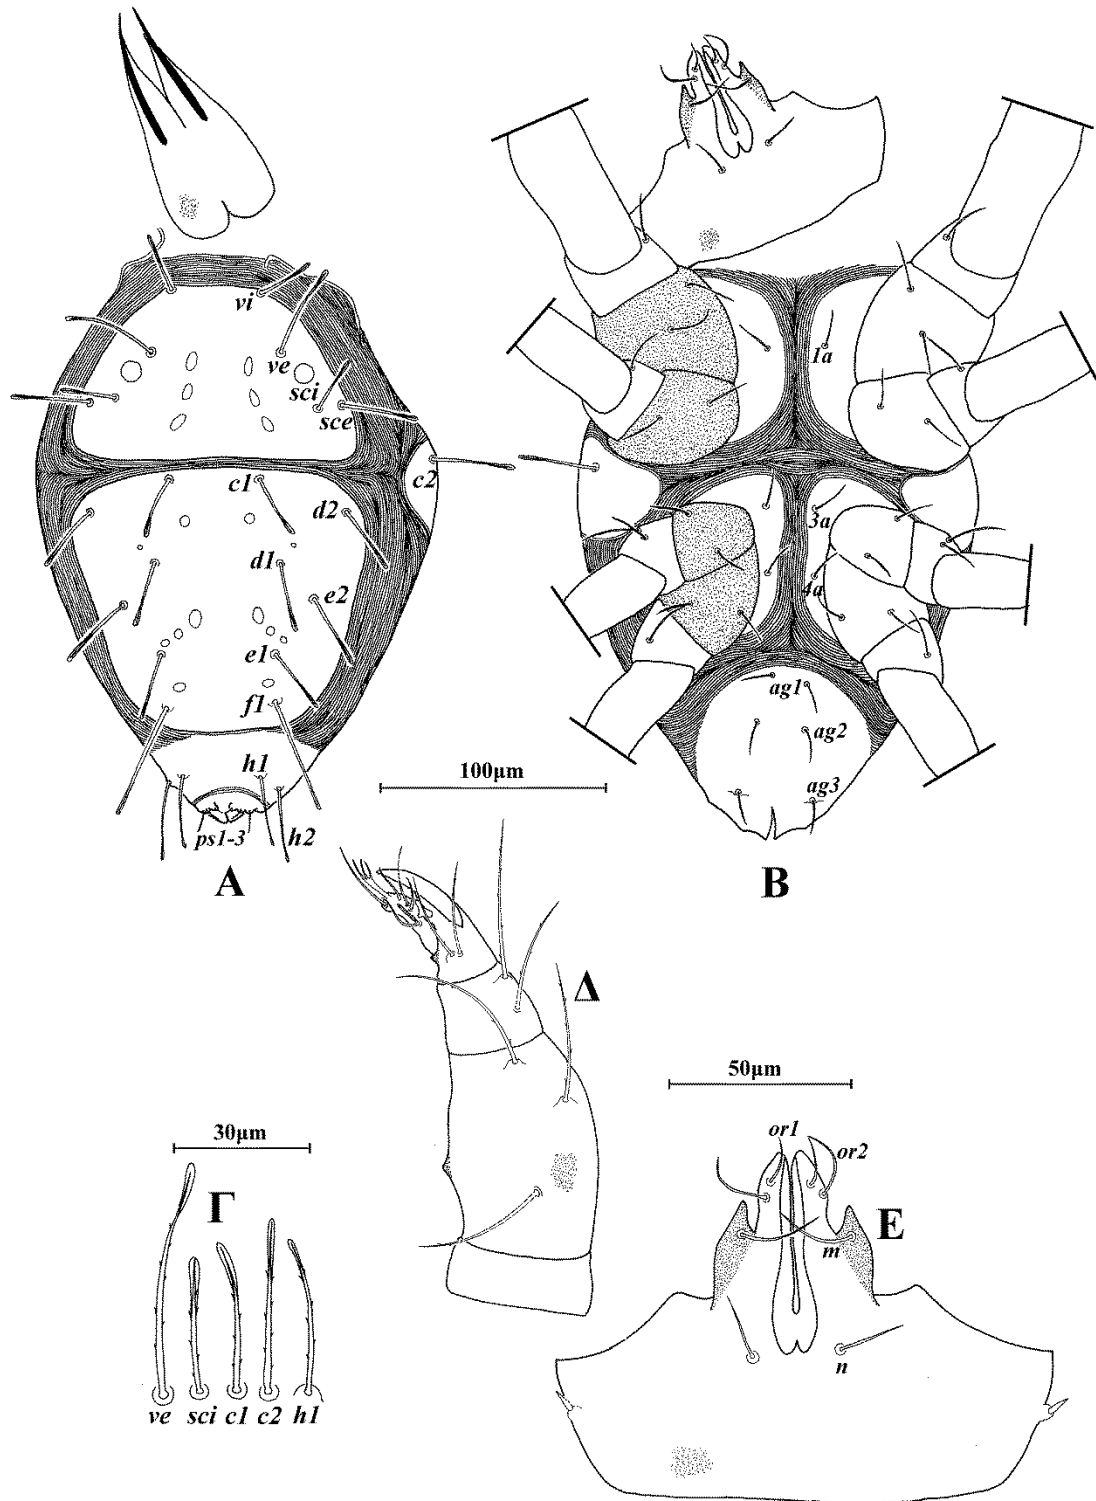 vi
ve
sci
sce
c1
c2
d2
d1
e2
e1
f1
h1
ps1-3
h2
Α
1a
3a
4a
ag1
ag2
ag3
Β
100μm
Δ
50μm
or1
or2
Ε
m
n
30μm
Γ
ve sci c1 c2 h1